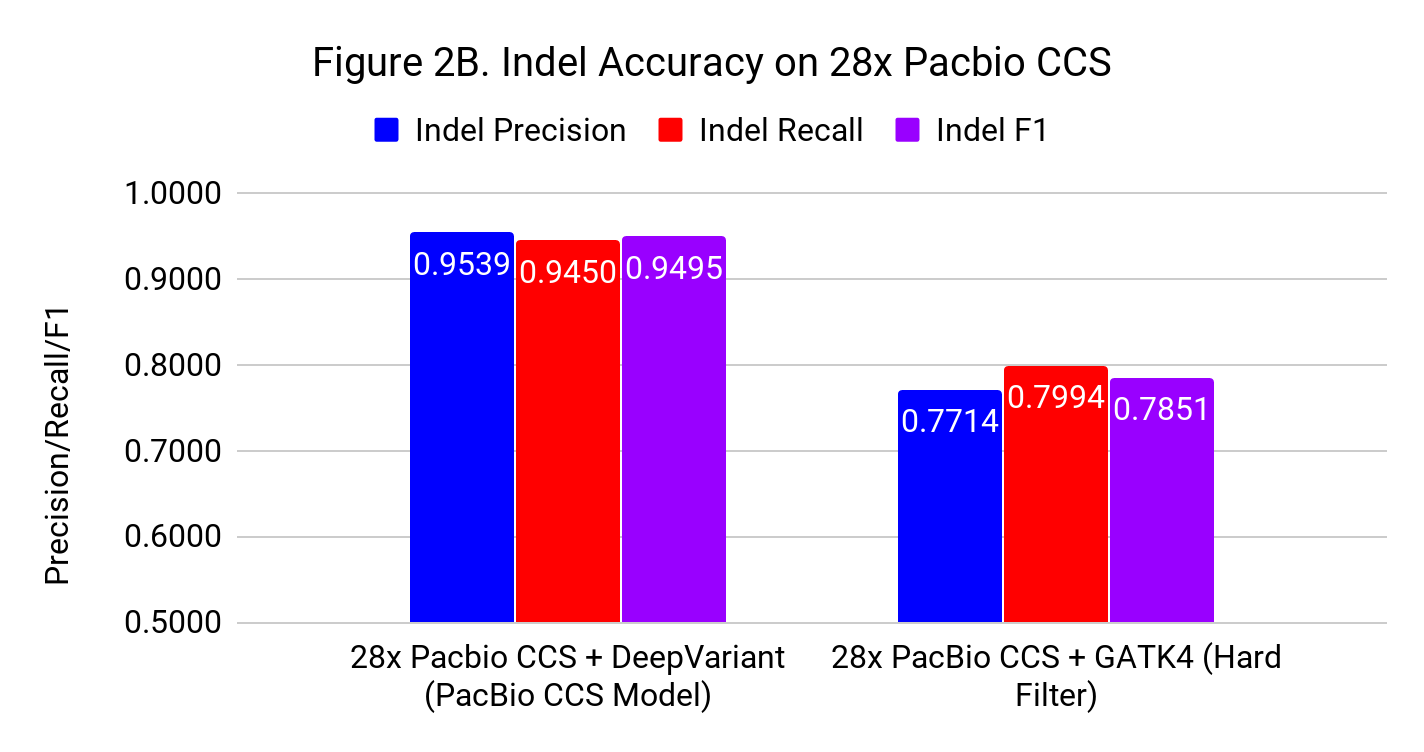 Figure 2B. Indel Accuracy on 28x Pacbio CCS
Indel Precision Indel Recall Indel F1
Precision/Recall/F1
1.0000
0.9000
0.8000
0.7000
0.6000
0.5000
0.9539 0.9450 0.9495
0.7714 0.7994 0.7851
28x Pacbio CCS + DeepVariant
(PacBio CCS Model)
28x PacBio CCS + GATK4 (Hard
Filter)